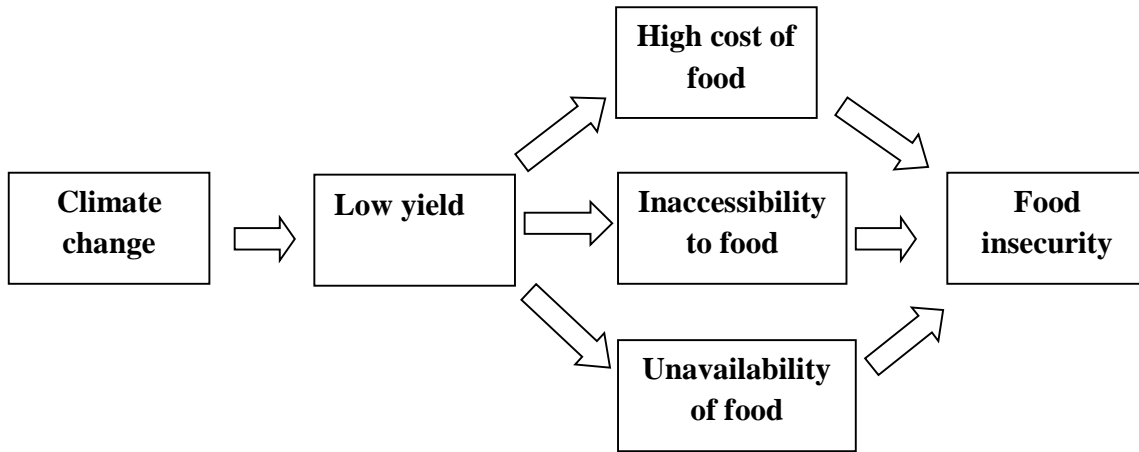 High cost of
food
Climate
change
Low yield
Inaccessibility
to food
Food
insecurity
Unavailability
of food